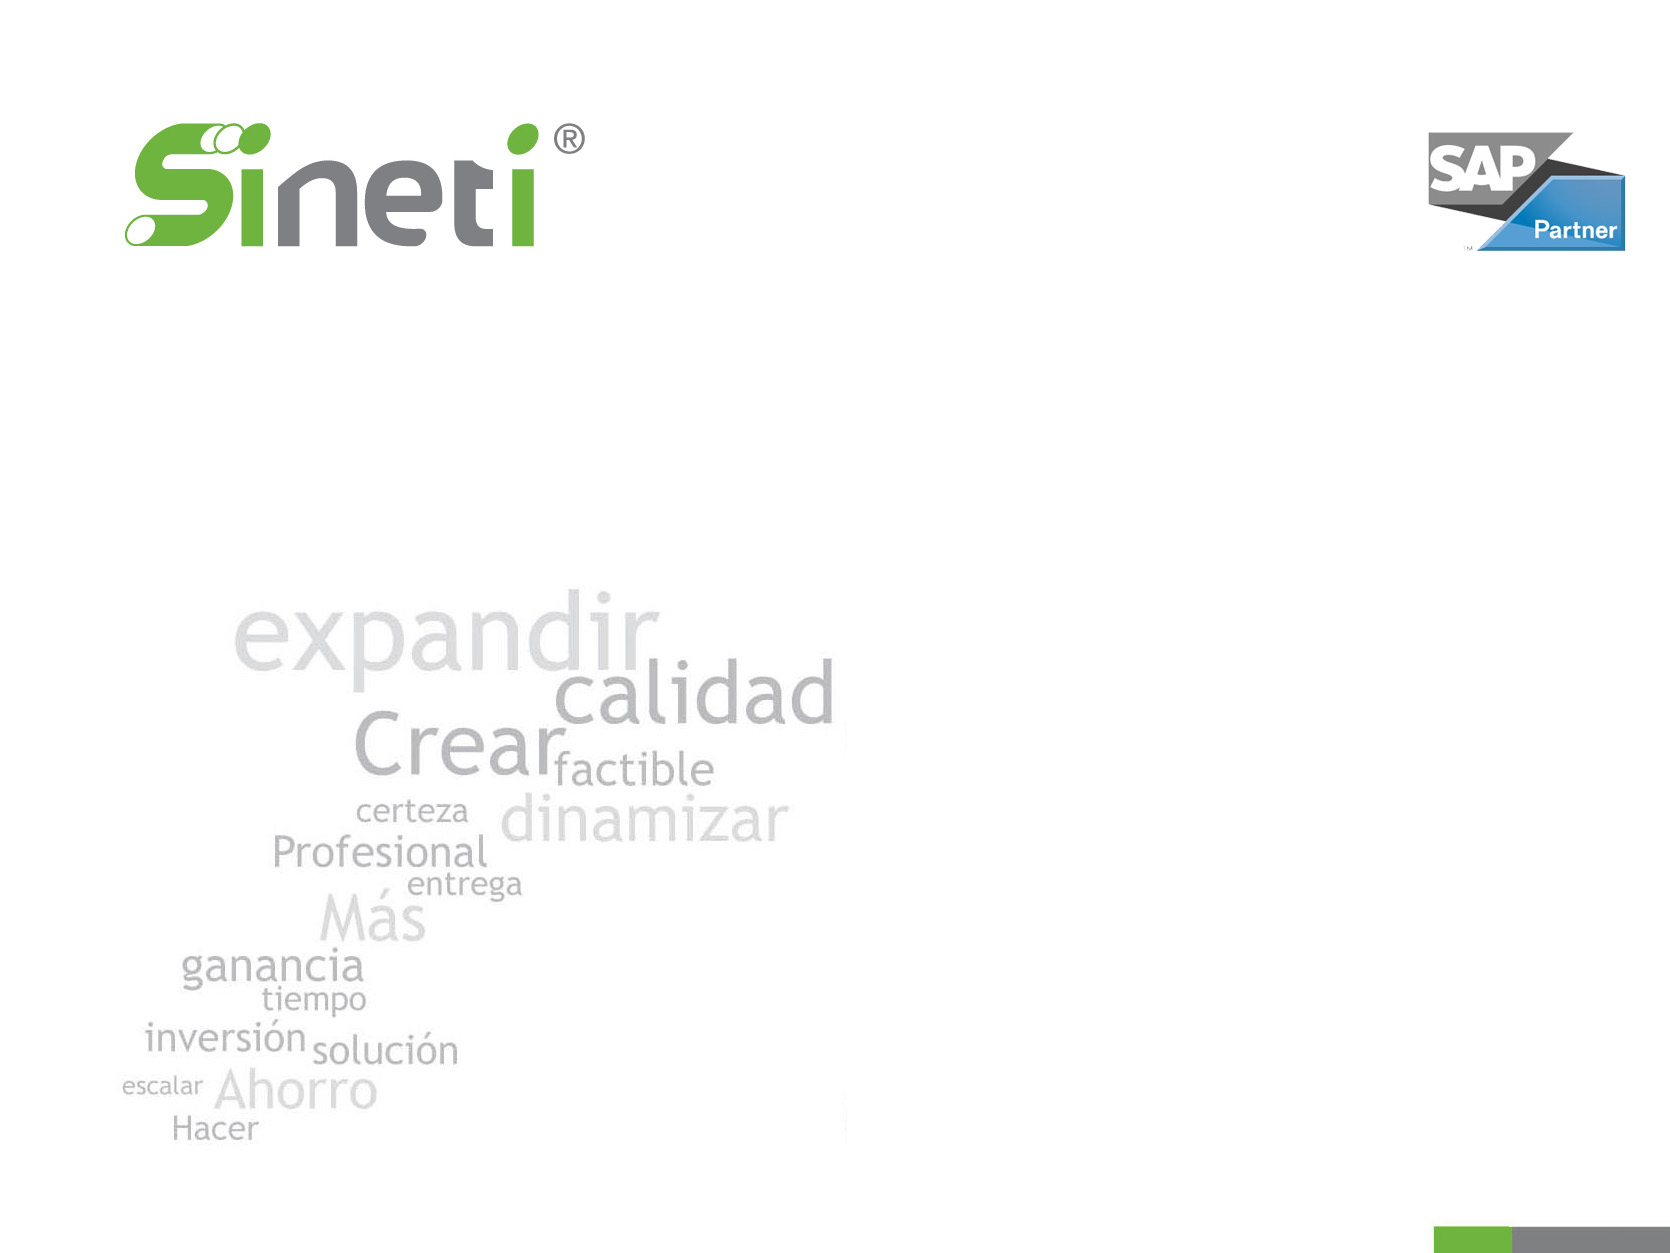 Sineti ®
SAP
Partner
TM
expandir
calidad
Crear
factible
certeza
dinamizar
Profesional
entrega
Más
ganancia
tiempo
inversión
solución
escalar
Ahorro
Hacer